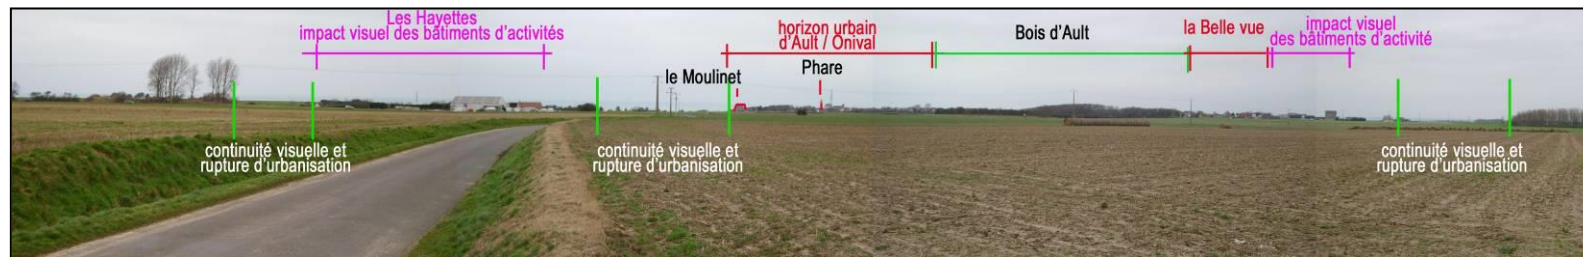 Les Hayettes
impact visuel des bâtiments d'activités
le Moulinet
horizon urbain
d'Ault / Onival
Phare
Bois d'Ault
la Belle vue
impact visuel
des bâtiments d'activité
continuité visuelle et
rupture d'urbanisation
continuité visuelle et
rupture d'urbanisation
continuité visuelle et
rupture d'urbanisation